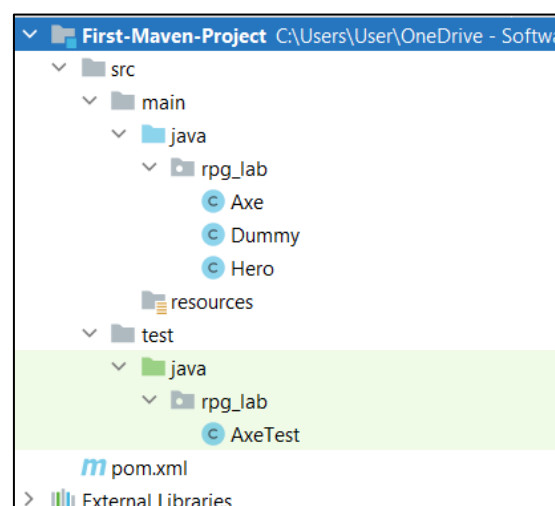 First-Maven-Project C:\Users\User\OneDrive - Softwa
src
main
java
rpg_lab
C Axe
C Dummy
C Hero
resources
test
java
rpg_lab
C AxeTest
m pom.xml
External Libraries